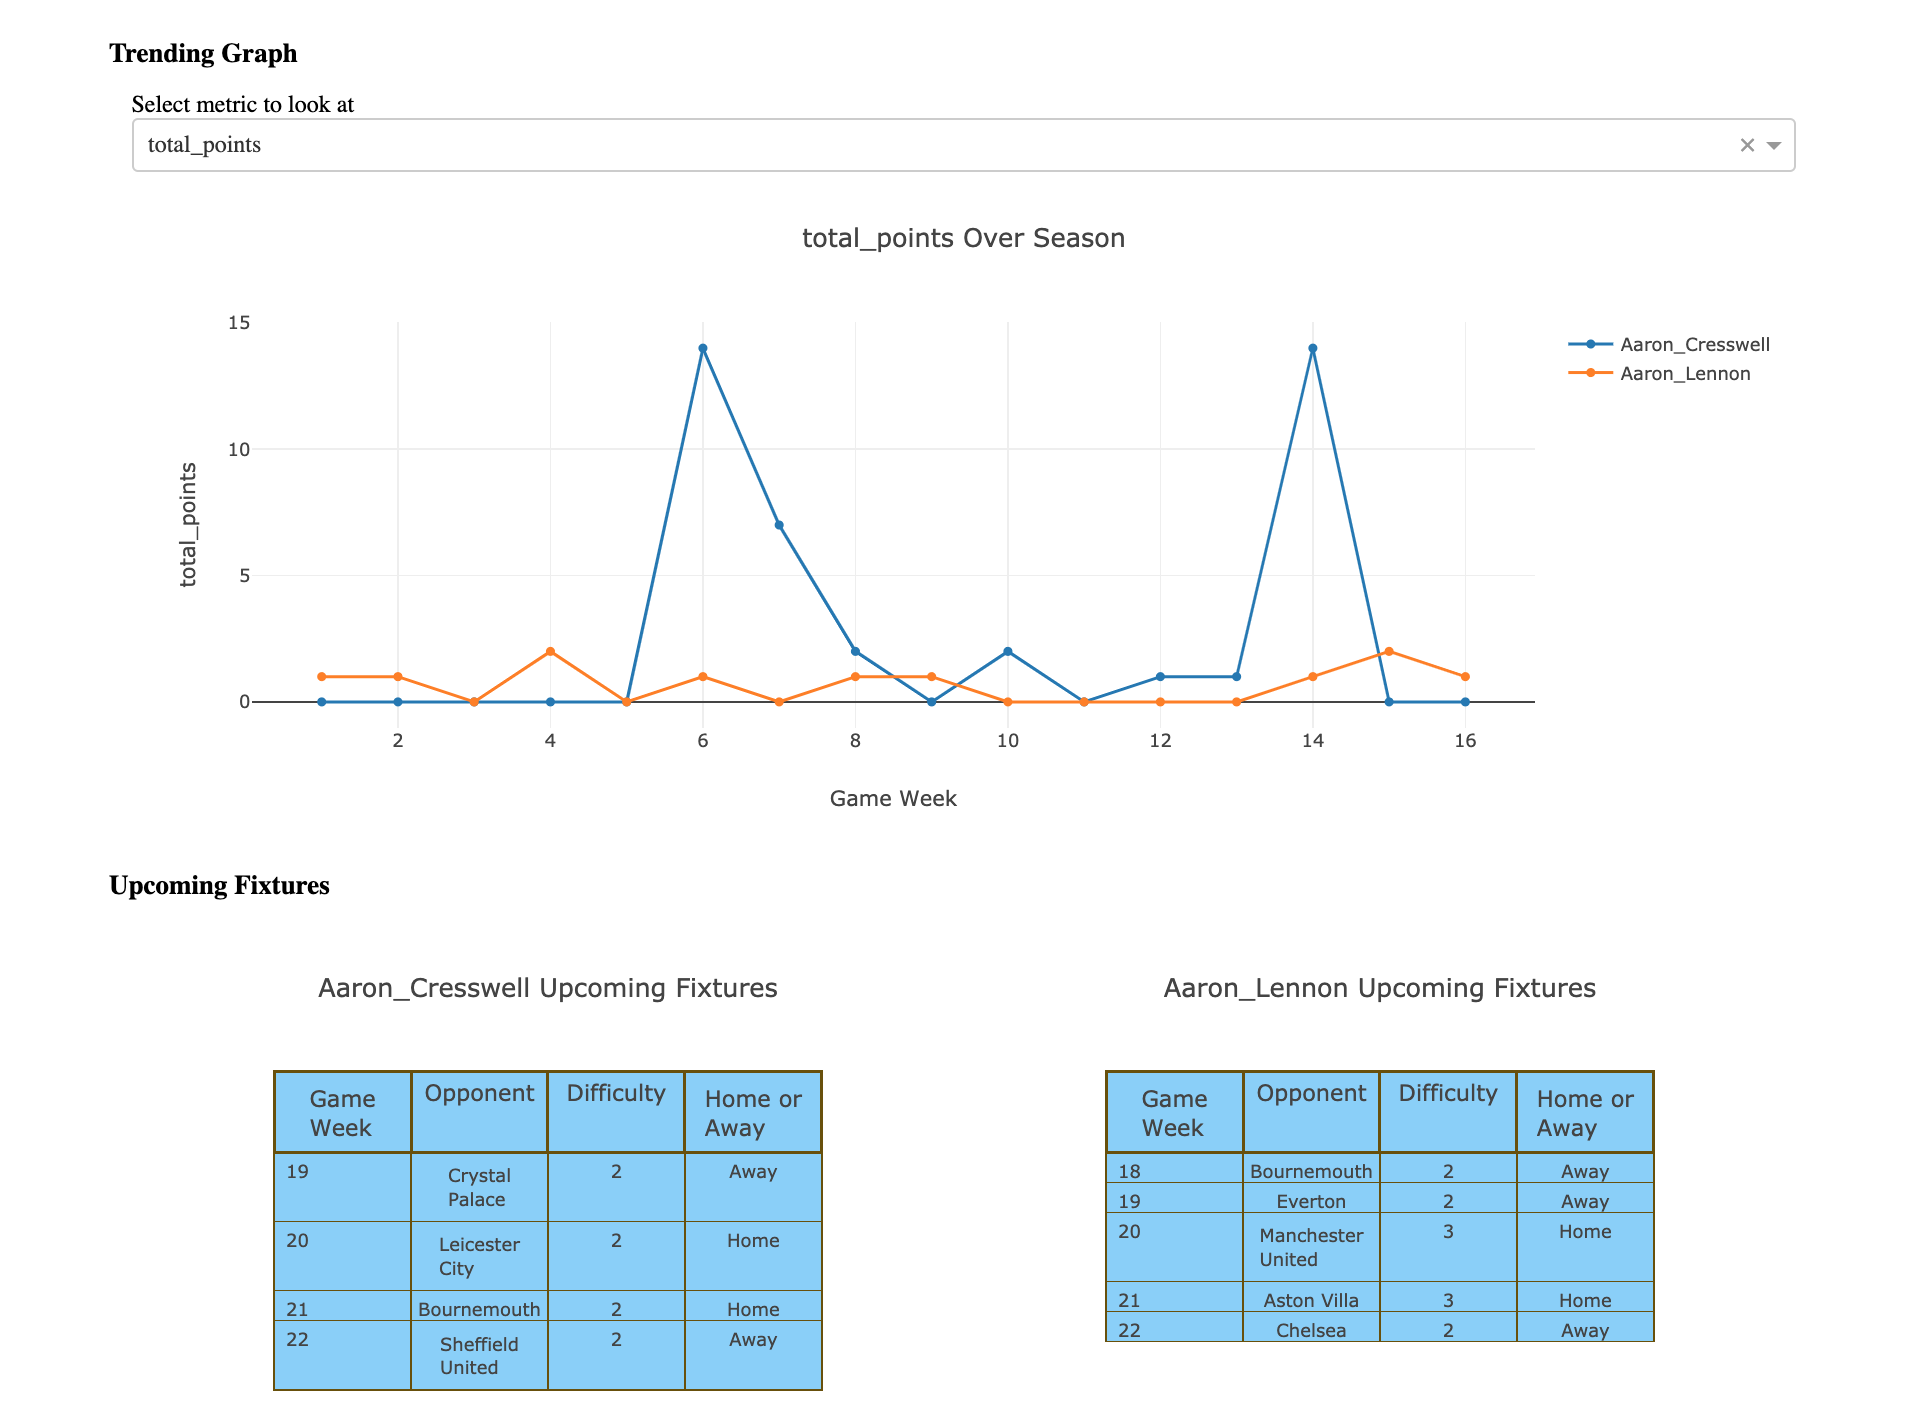 Trending Graph
Select metric to look at
total_points
total_points Over Season
15
10
5
0
total_points
2 4 6 8 10 12 14 16
Game Week
Aaron_Cresswell
Aaron_Lennon
Upcoming Fixtures
Aaron_Cresswell Upcoming Fixtures
Game Week Opponent Difficulty Home or Away
19 Crystal Palace 2 Away
20 Leicester City 2 Home
21 Bournemouth 2 Home
22 Sheffield United 2 Away
Aaron_Lennon Upcoming Fixtures
Game Week Opponent Difficulty Home or Away
18 Bournemouth 2 Away
19 Everton 2 Away
20 Manchester United 3 Home
21 Aston Villa 3 Home
22 Chelsea 2 Away